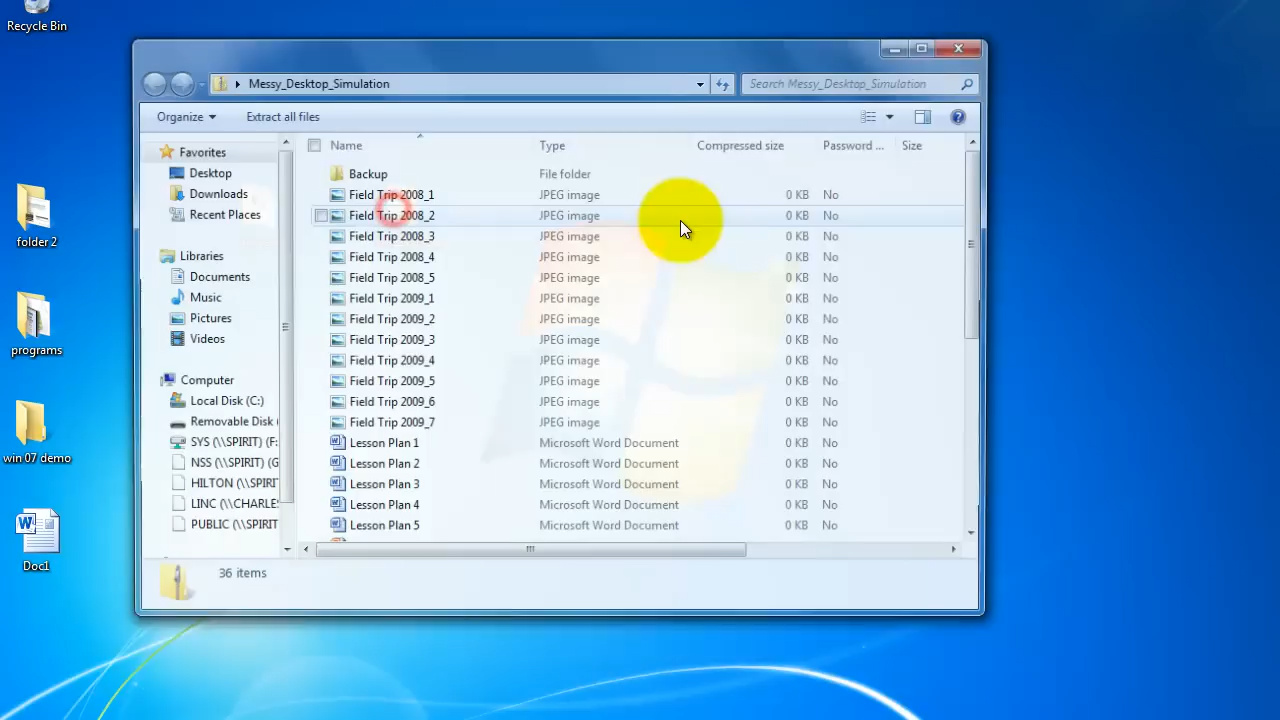 Recycle Bin
folder 2
programs
win 07 demo
Doc1
Messy_Desktop_Simulation
Search Messy_Desktop_Simulation
Organize
Extract all files
Favorites
Desktop
Downloads
Recent Places
Libraries
Documents
Music
Pictures
Videos
Computer
Local Disk (C:)
Removable Disk
SYS (\\SPIRIT) (F:
NSS (\\SPIRIT) (G
HILTON (\\SPIRI
LINC (\\CHARLE
PUBLIC (\\SPIRIT
Name Type Compressed size Password ... Size
Backup File folder
Field Trip 2008_1 JPEG image 0 KB No
Field Trip 2008_2 JPEG image 0 KB No
Field Trip 2008_3 JPEG image 0 KB No
Field Trip 2008_4 JPEG image 0 KB No
Field Trip 2008_5 JPEG image 0 KB No
Field Trip 2009_1 JPEG image 0 KB No
Field Trip 2009_2 JPEG image 0 KB No
Field Trip 2009_3 JPEG image 0 KB No
Field Trip 2009_4 JPEG image 0 KB No
Field Trip 2009_5 JPEG image 0 KB No
Field Trip 2009_6 JPEG image 0 KB No
Field Trip 2009_7 JPEG image 0 KB No
Lesson Plan 1 Microsoft Word Document 0 KB No
Lesson Plan 2 Microsoft Word Document 0 KB No
Lesson Plan 3 Microsoft Word Document 0 KB No
Lesson Plan 4 Microsoft Word Document 0 KB No
Lesson Plan 5 Microsoft Word Document 0 KB No
36 items